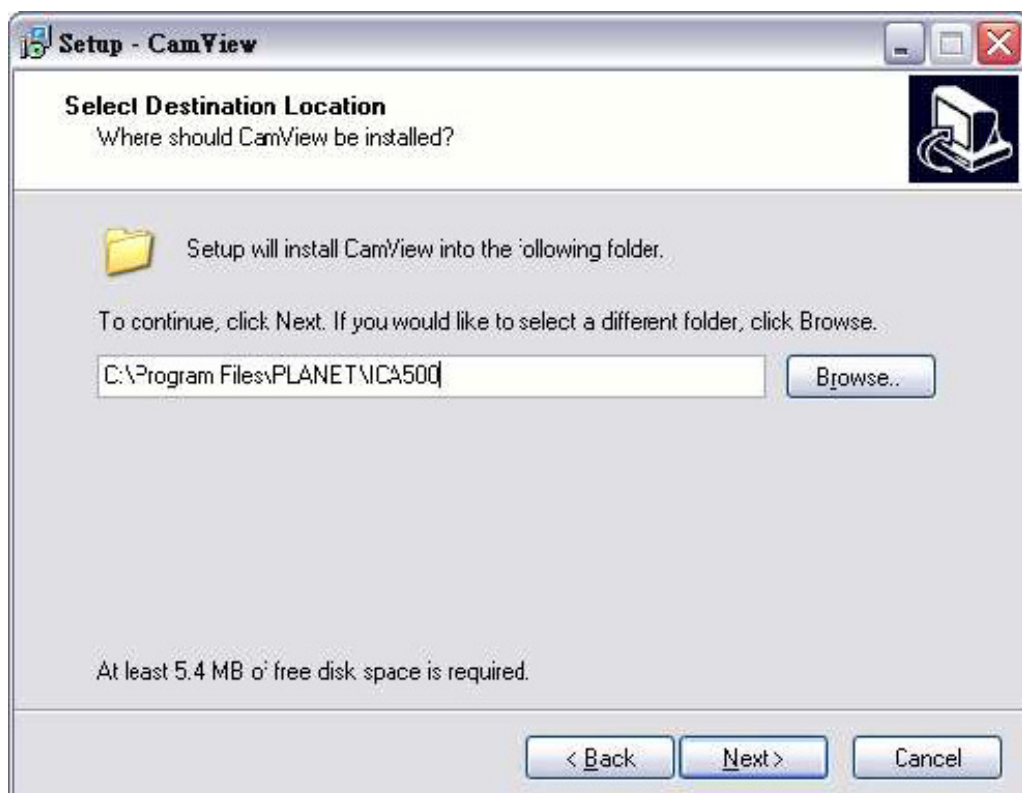 Setup - CamView
Select Destination Location
Where should CamView be installed?
Setup will install CamView into the following folder.
To continue, click Next. If you would like to select a different folder, click Browse.
C:\Program Files\PLANET\ICA500
Browse..
At least 5.4 MB of free disk space is required.
< Back
Next >
Cancel